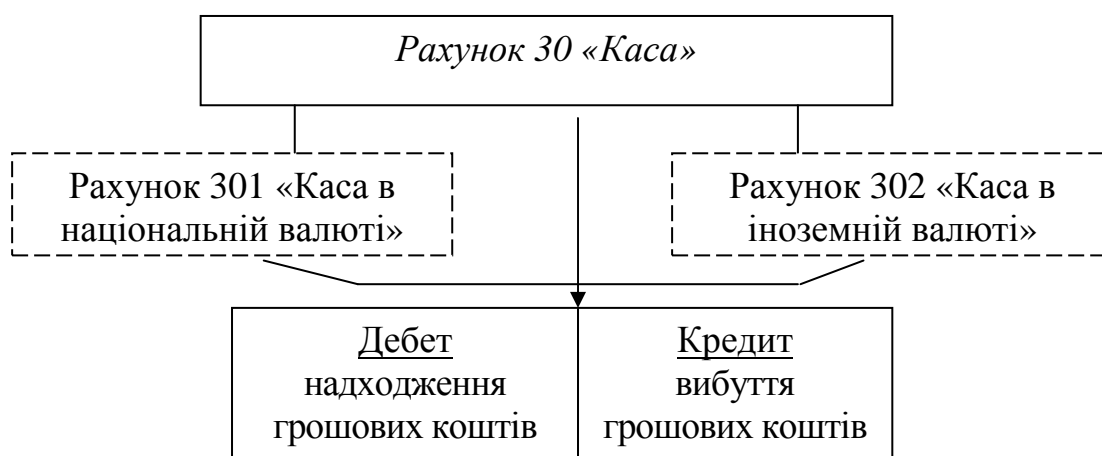 Рахунок 30 «Каса»
Рахунок 301 «Каса в
національній валюті»
Рахунок 302 «Каса в
іноземній валюті»
Дебет
надходження
грошових коштів
Кредит
вибуття
грошових коштів